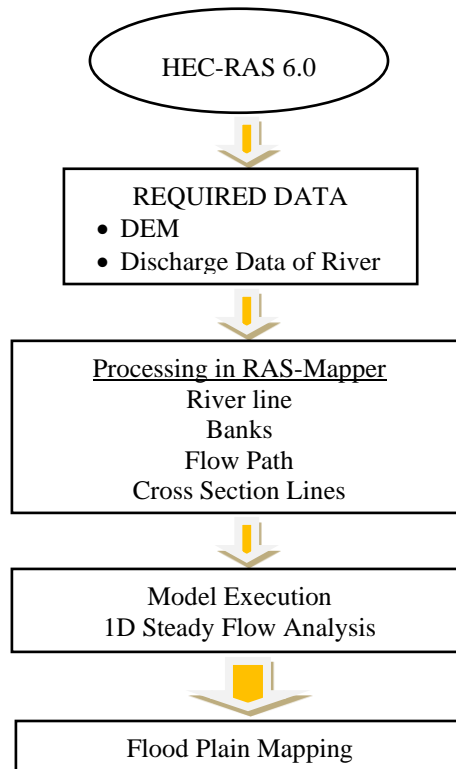 HEC-RAS 6.0
REQUIRED DATA
• DEM
• Discharge Data of River
Processing in RAS-Mapper
River line
Banks
Flow Path
Cross Section Lines
Model Execution
1D Steady Flow Analysis
Flood Plain Mapping